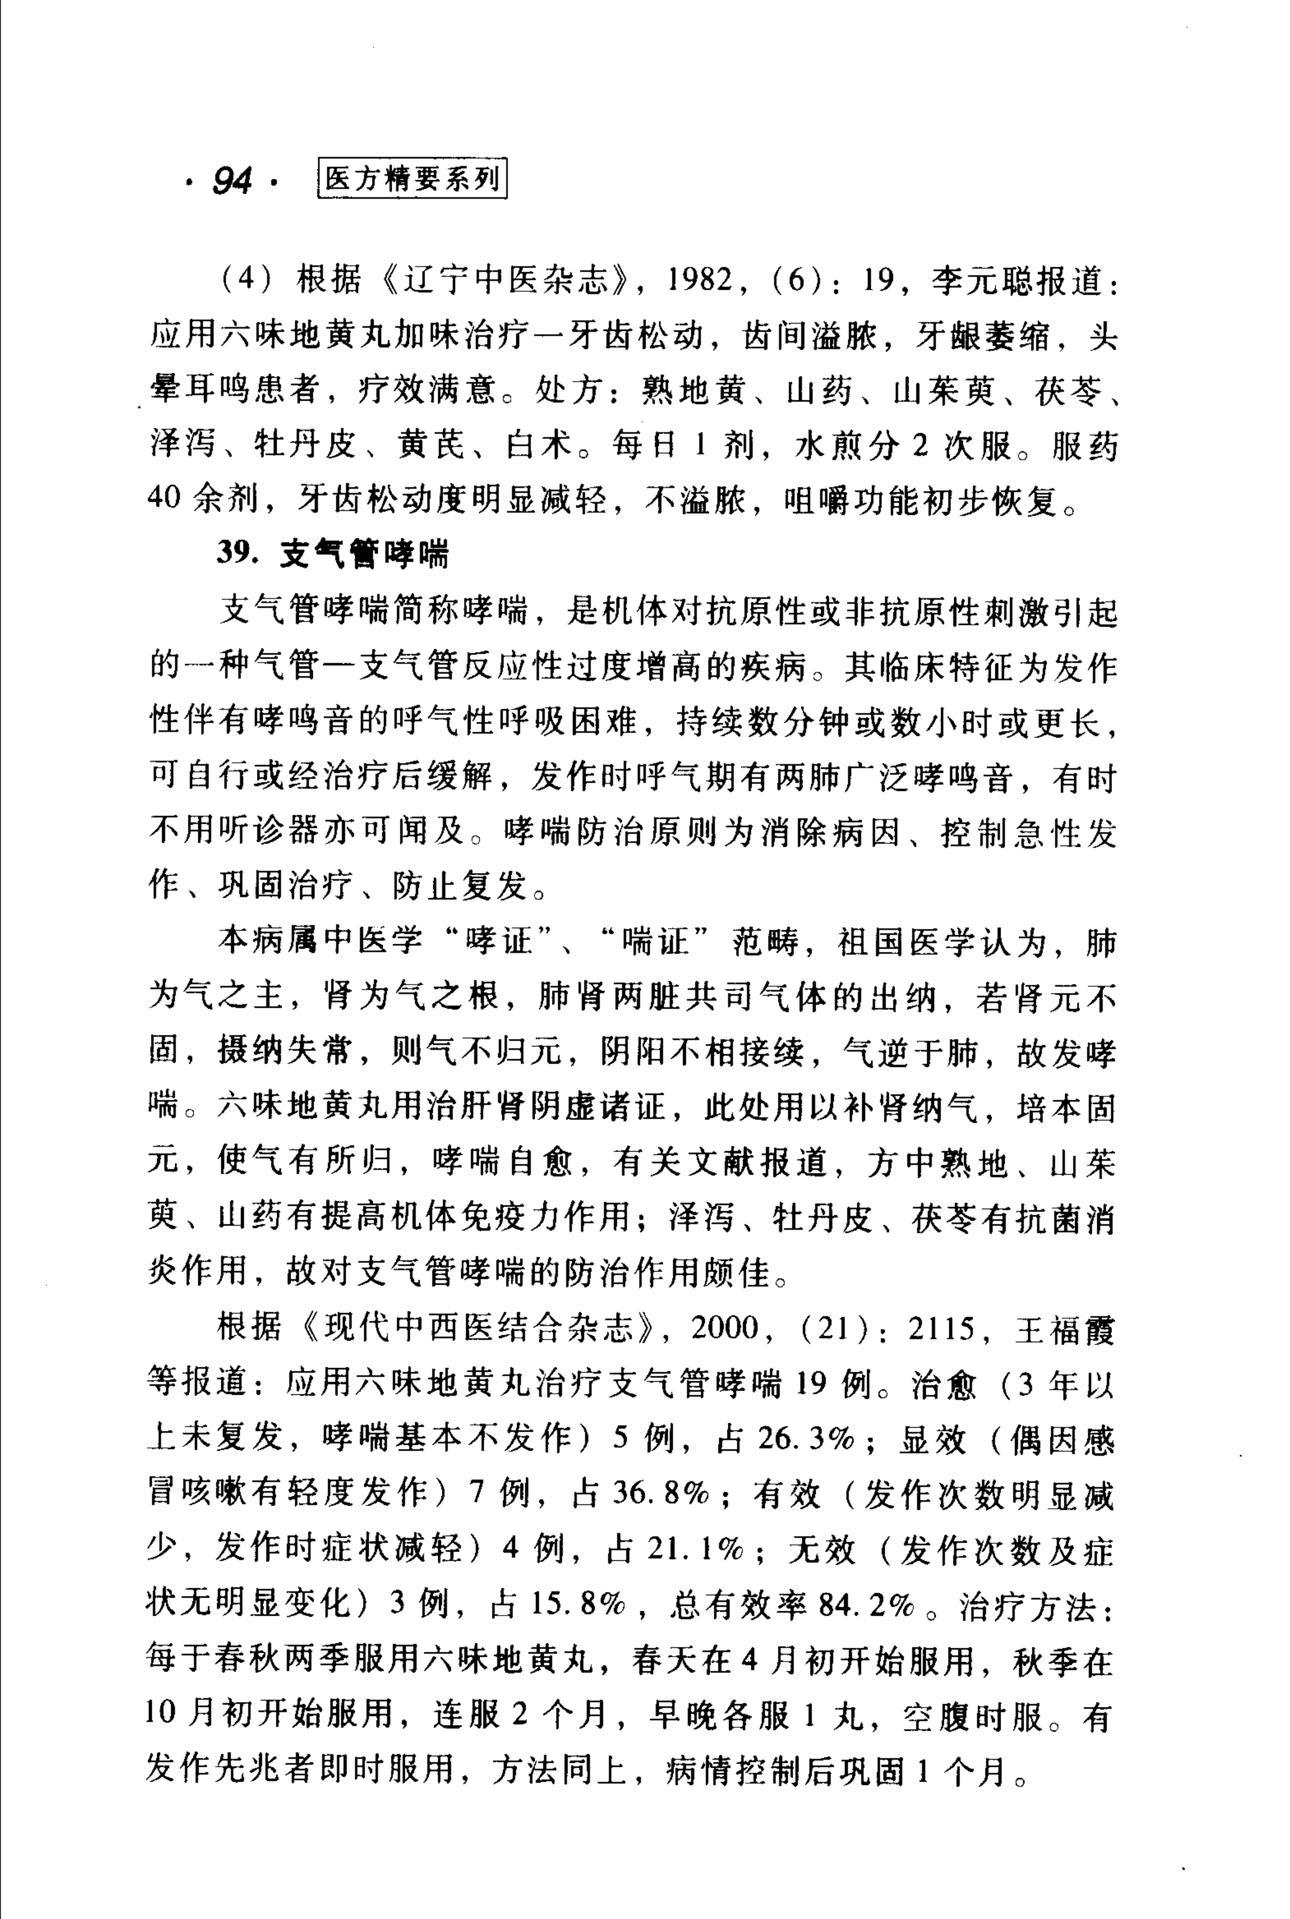 ·94· 医方精要系列
(4) 根据《辽宁中医杂志》，1982，(6)：19，李元聪报道：
应用六味地黄丸加味治疗一牙齿松动，齿间溢脓，牙龈萎缩，头
晕耳鸣患者，疗效满意。处方：熟地黄、山药、山茱萸、茯苓、
泽泻、牡丹皮、黄芪、白术。每日1剂，水煎分2次服。服药
40余剂，牙齿松动度明显减轻，不溢脓，咀嚼功能初步恢复。
39. 支气管哮喘
支气管哮喘简称哮喘，是机体对抗原性或非抗原性刺激引起
的一种气管—支气管反应性过度增高的疾病。其临床特征为发作
性伴有哮鸣音的呼气性呼吸困难，持续数分钟或数小时或更长，
可自行或经治疗后缓解，发作时呼气期有两肺广泛哮鸣音，有时
不用听诊器亦可闻及。哮喘防治原则为消除病因、控制急性发
作、巩固治疗、防止复发。
本病属中医学“哮证”、“喘证”范畴，祖国医学认为，肺
为气之主，肾为气之根，肺肾两脏共司气体的出纳，若肾元不
固，摄纳失常，则气不归元，阴阳不相接续，气逆于肺，故发哮
喘。六味地黄丸用治肝肾阴虚诸证，此处用以补肾纳气，培本固
元，使气有所归，哮喘自愈，有关文献报道，方中熟地、山茱
萸、山药有提高机体免疫力作用；泽泻、牡丹皮、茯苓有抗菌消
炎作用，故对支气管哮喘的防治作用颇佳。
根据《现代中西医结合杂志》，2000，(21)：2115，王福霞
等报道：应用六味地黄丸治疗支气管哮喘19例。治愈（3年以
上未复发，哮喘基本不发作）5例，占26.3%；显效（偶因感
冒咳嗽有轻度发作）7例，占36.8%；有效（发作次数明显减
少，发作时症状减轻）4例，占21.1%；无效（发作次数及症
状无明显变化）3例，占15.8%，总有效率84.2%。治疗方法：
每于春秋两季服用六味地黄丸，春天在4月初开始服用，秋季在
10月初开始服用，连服2个月，早晚各服1丸，空腹时服。有
发作先兆者即时服用，方法同上，病情控制后巩固1个月。